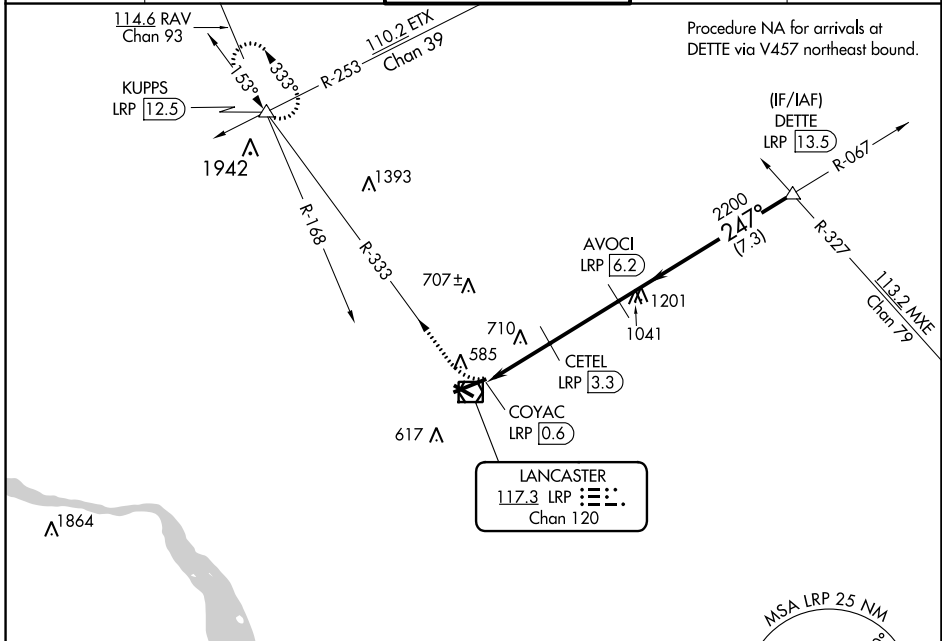 114.6 RAV
Chan 93
110.2 ETX
Chan 39
Procedure NA for arrivals at
DETTE via V457 northeast bound.
153°
333°
R-253
KUPPS
LRP 12.5
(IF/IAF)
DETTE
LRP 13.5
R-067
1942
1393
2200
247°
(7.3)
R-168
R-333
AVOCI
LRP 6.2
R-327
113.2 MXE
Chan 79
707±
1201
1041
710
585
CETEL
LRP 3.3
COYAC
LRP 0.6
617
LANCASTER
117.3 LRP
Chan 120
1864
MSA LRP 25 NM